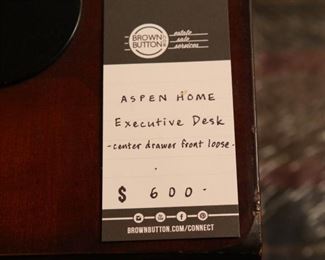 BROWN
BUTTON
estate
sale
services
ASPEN HOME
Executive Desk
-center drawer front loose-
$ 600-
BROWNBUTTON.COM/CONNECT